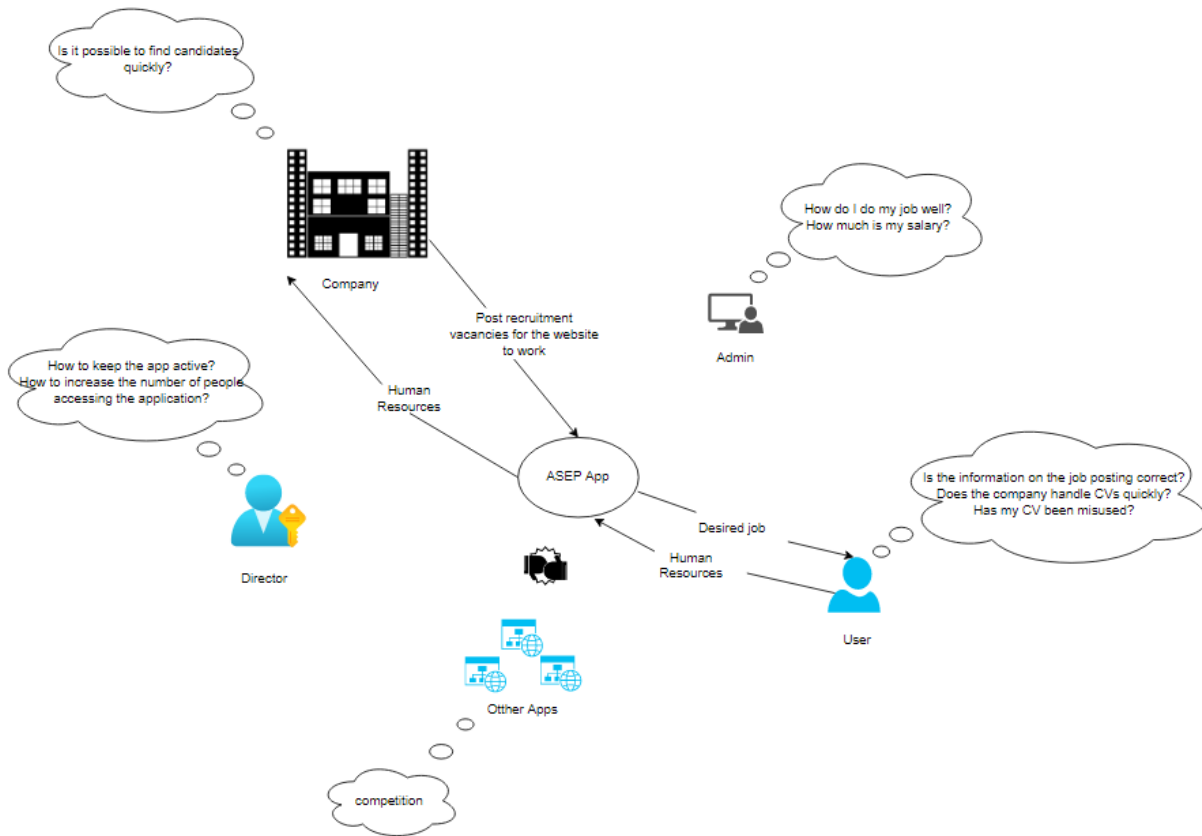 Is it possible to find candidates
quickly?
Company
How do I do my job well?
How much is my salary?
Admin
Post recruitment
vacancies for the website
to work
How to keep the app active?
How to increase the number of people
accessing the application?
Human
Resources
Director
ASEP App
Is the information on the job posting correct?
Does the company handle CVs quickly?
Has my CV been misused?
Desired job
Human
Resources
User
Otther Apps
competition